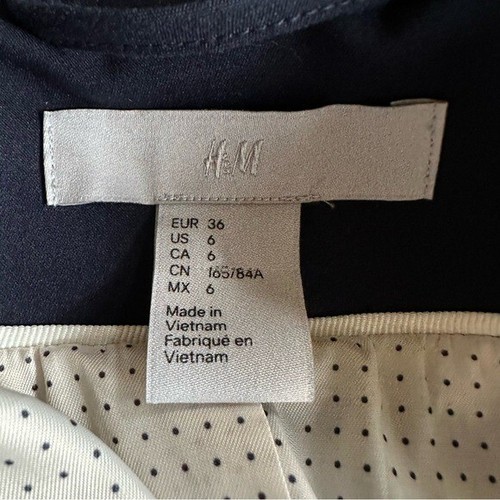 H&M
EUR 36
US 6
CA 6
CN 165/84A
MX 6
Made in
Vietnam
Fabriqué en
Vietnam